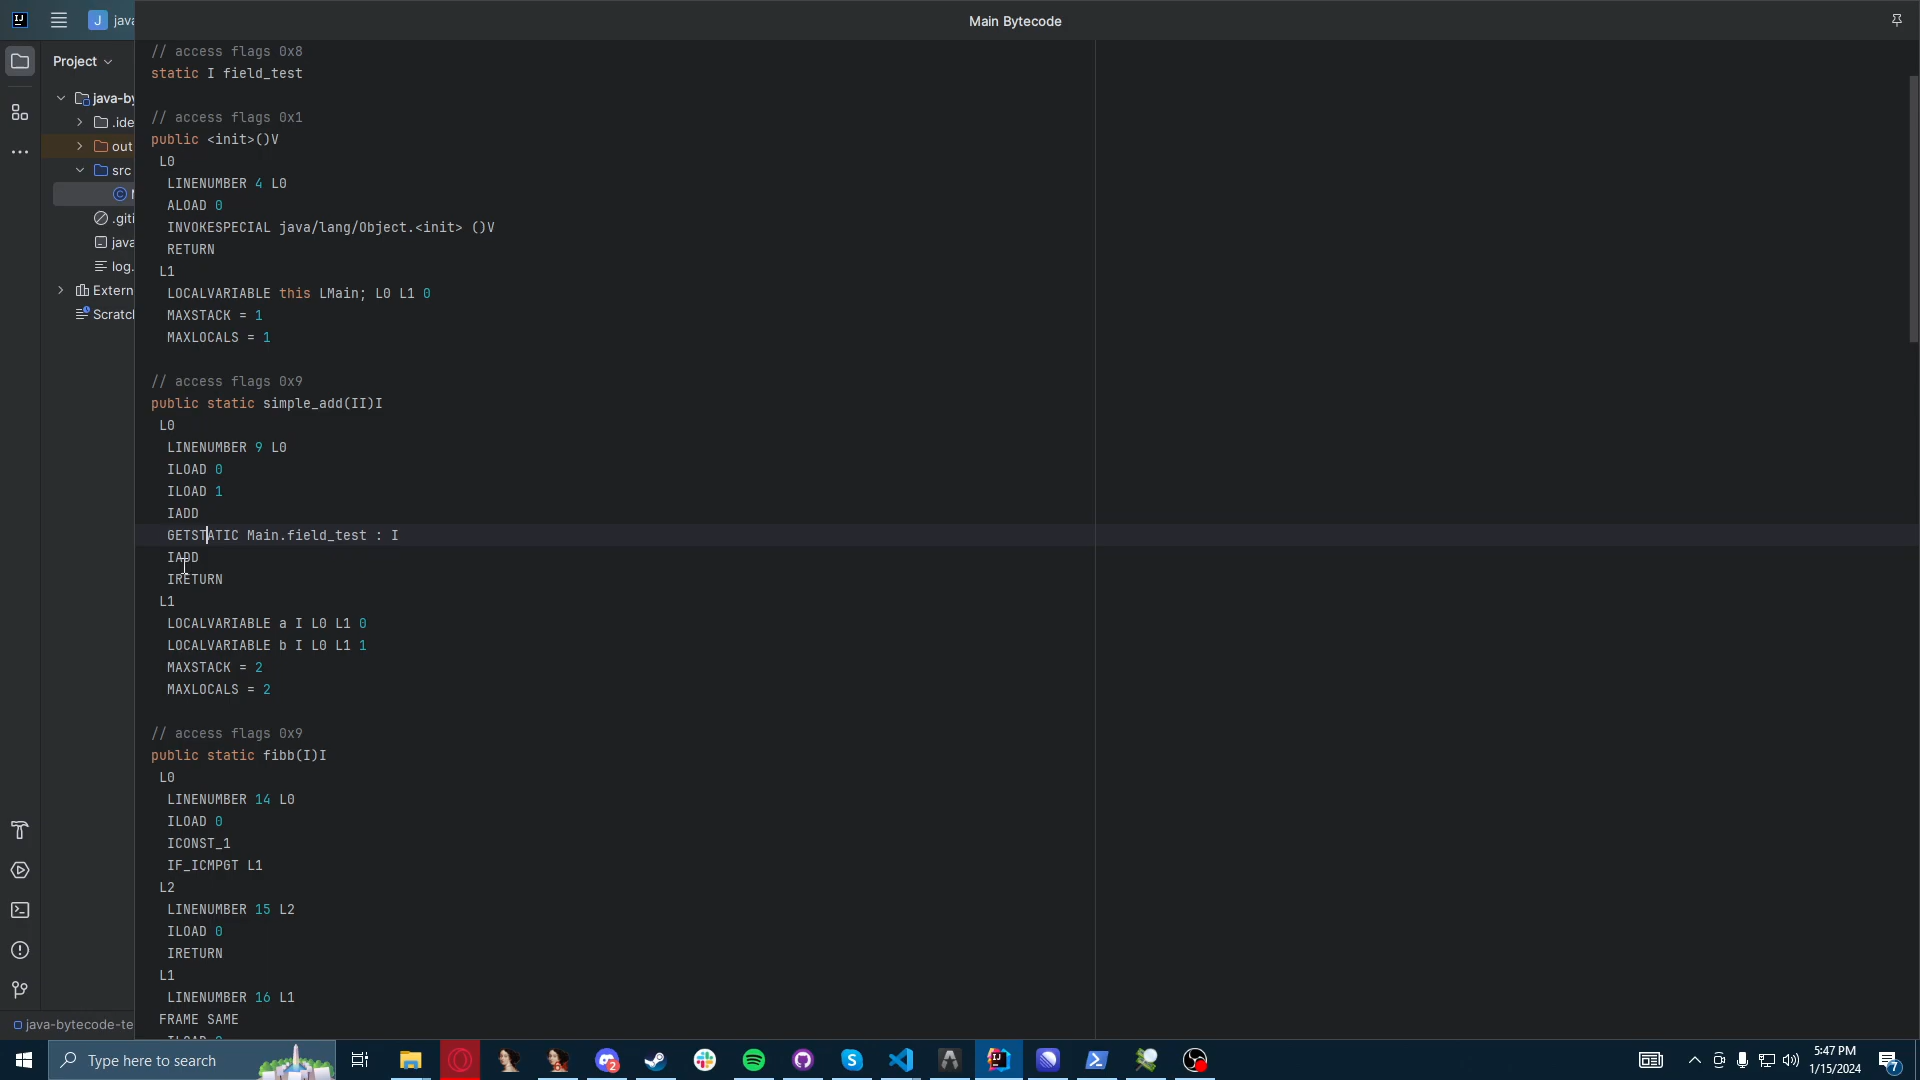 java
Main Bytecode
Project
java-by
.ide
out
src
.giti
java
log.
Extern
Scratcl
// access flags 0x8
static I field_test
// access flags 0x1
public <init>()V
L0
LINENUMBER 4 L0
ALOAD 0
INVOKESPECIAL java/lang/Object.<init> ()V
RETURN
L1
LOCALVARIABLE this LMain; L0 L1 0
MAXSTACK = 1
MAXLOCALS = 1
// access flags 0x9
public static simple_add(II)I
L0
LINENUMBER 9 L0
ILOAD 0
ILOAD 1
IADD
GETSTATIC Main.field_test : I
IADD
IRETURN
L1
LOCALVARIABLE a I L0 L1 0
LOCALVARIABLE b I L0 L1 1
MAXSTACK = 2
MAXLOCALS = 2
// access flags 0x9
public static fibb(I)I
L0
LINENUMBER 14 L0
ILOAD 0
ICONST_1
IF_ICMPGT L1
L2
LINENUMBER 15 L2
ILOAD 0
IRETURN
L1
LINENUMBER 16 L1
FRAME SAME
java-bytecode-te
Type here to search
5:47 PM
1/15/2024